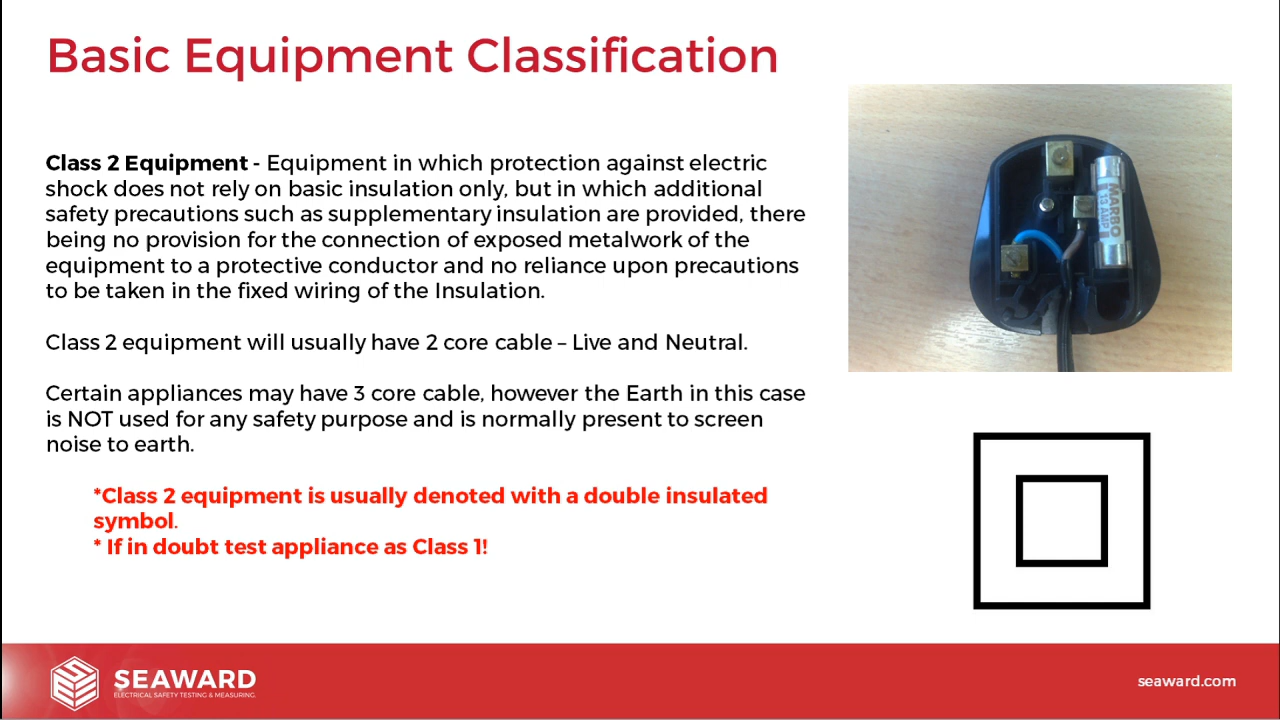 Basic Equipment Classification
Class 2 Equipment - Equipment in which protection against electric
shock does not rely on basic insulation only, but in which additional
safety precautions such as supplementary insulation are provided, there
being no provision for the connection of exposed metalwork of the
equipment to a protective conductor and no reliance upon precautions
to be taken in the fixed wiring of the Insulation.
Class 2 equipment will usually have 2 core cable – Live and Neutral.
Certain appliances may have 3 core cable, however the Earth in this case
is NOT used for any safety purpose and is normally present to screen
noise to earth.
*Class 2 equipment is usually denoted with a double insulated
symbol.
* If in doubt test appliance as Class 1!
MARBO
13 AMP
SEAWARD
ELECTRICAL SAFETY TESTING & MEASURING.
seaward.com